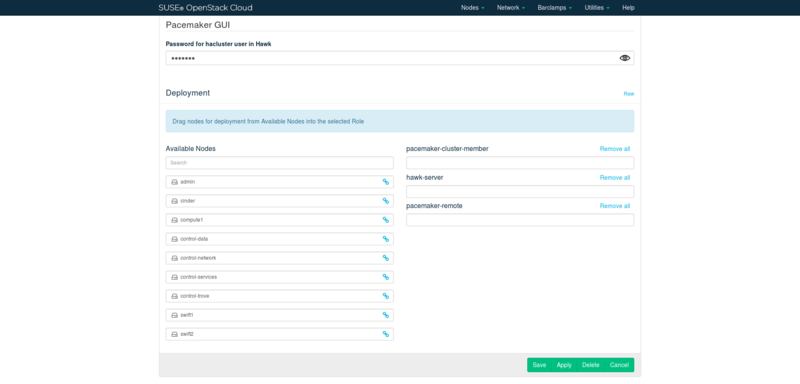 SUSE® OpenStack Cloud
Nodes Network Barclamps Utilities Help
Pacemaker GUI
Password for hacluster user in Hawk
•••••••
Deployment
Raw
Drag nodes for deployment from Available Nodes into the selected Role
Available Nodes
Search
admin
cinder
compute1
control-data
control-network
control-services
control-trove
swift1
swift2
pacemaker-cluster-member Remove all
hawk-server Remove all
pacemaker-remote Remove all
Save Apply Delete Cancel